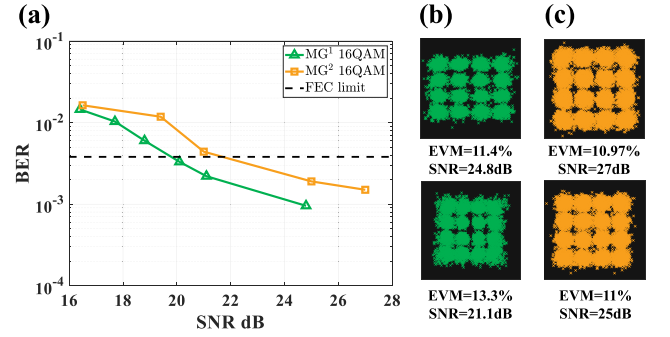 (a)
10^-1
10^-2
10^-3
10^-4
BER
16
18
20
22
24
26
28
SNR dB
MG^1 16QAM
MG^2 16QAM
FEC limit
(b)
EVM=11.4%
SNR=24.8dB
EVM=13.3%
SNR=21.1dB
(c)
EVM=10.97%
SNR=27dB
EVM=11%
SNR=25dB